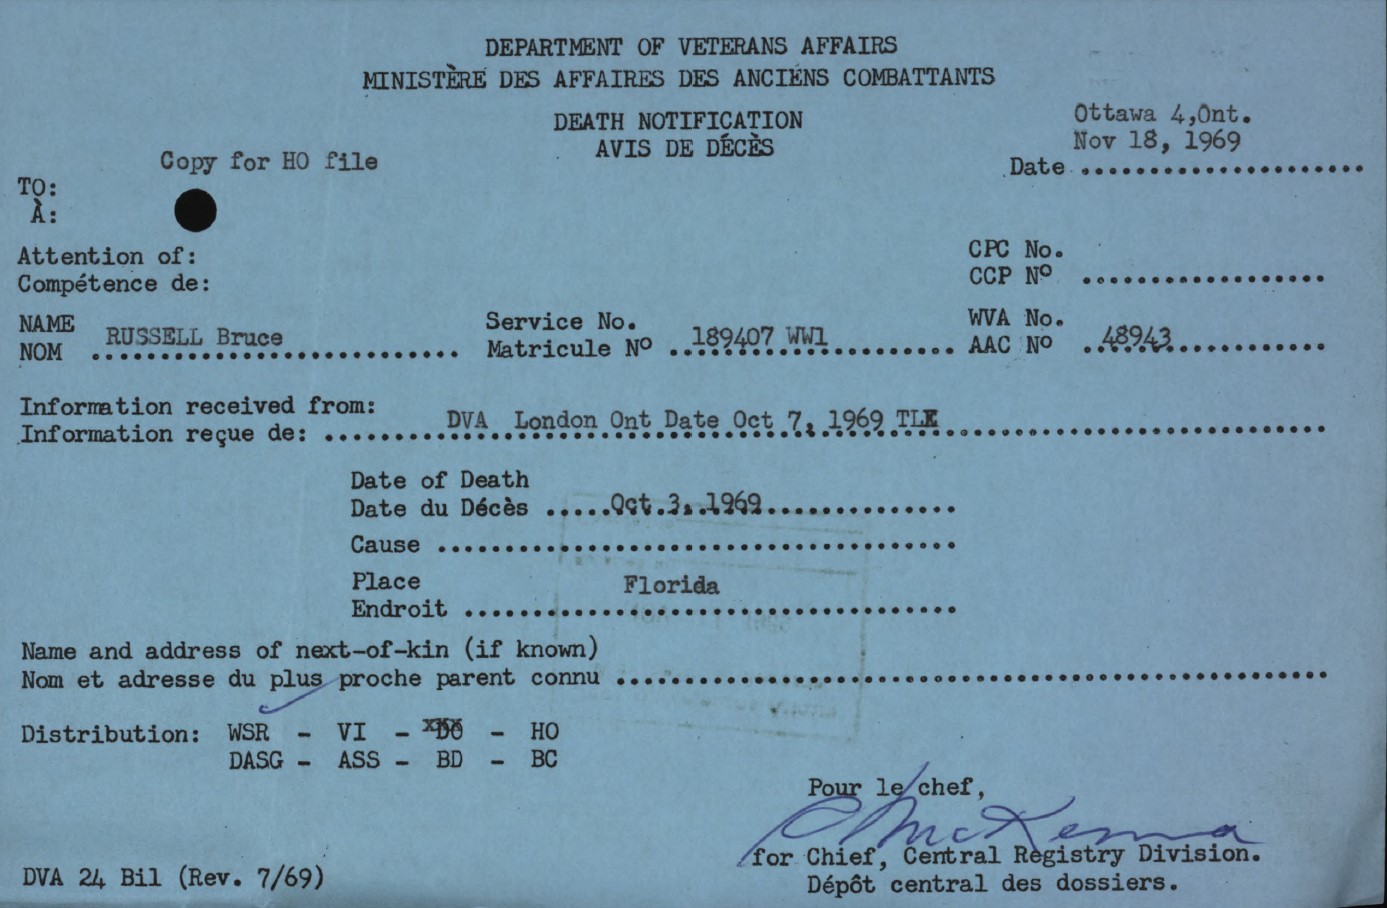 DEPARTMENT OF VETERANS AFFAIRS
MINISTÈRE DES AFFAIRES DES ANCIENS COMBATTANTS
DEATH NOTIFICATION
AVIS DE DÉCÈS
Ottawa 4,Ont.
Nov 18, 1969
Date ....................
Copy for HO file
TO:
À:
Attention of:
Compétence de:
CPC No.
CCP Nº ..................
NAME
NOM RUSSELL Bruce
Service No.
Matricule Nº 189407 WW1
WVA No.
AAC Nº 48943
Information received from:
Information reçue de: DVA London Ont Date Oct 7, 1969 TLE
Date of Death
Date du Décès Oct 3, 1969
Cause ......................................
Place Florida
Endroit ....................................
Name and address of next-of-kin (if known)
Nom et adresse du plus proche parent connu ....................................................
Distribution: WSR - VI - DO - HO
DASG - ASS - BD - BC
Pour le chef,
McKenna
for Chief, Central Registry Division.
Dépôt central des dossiers.
DVA 24 Bil (Rev. 7/69)